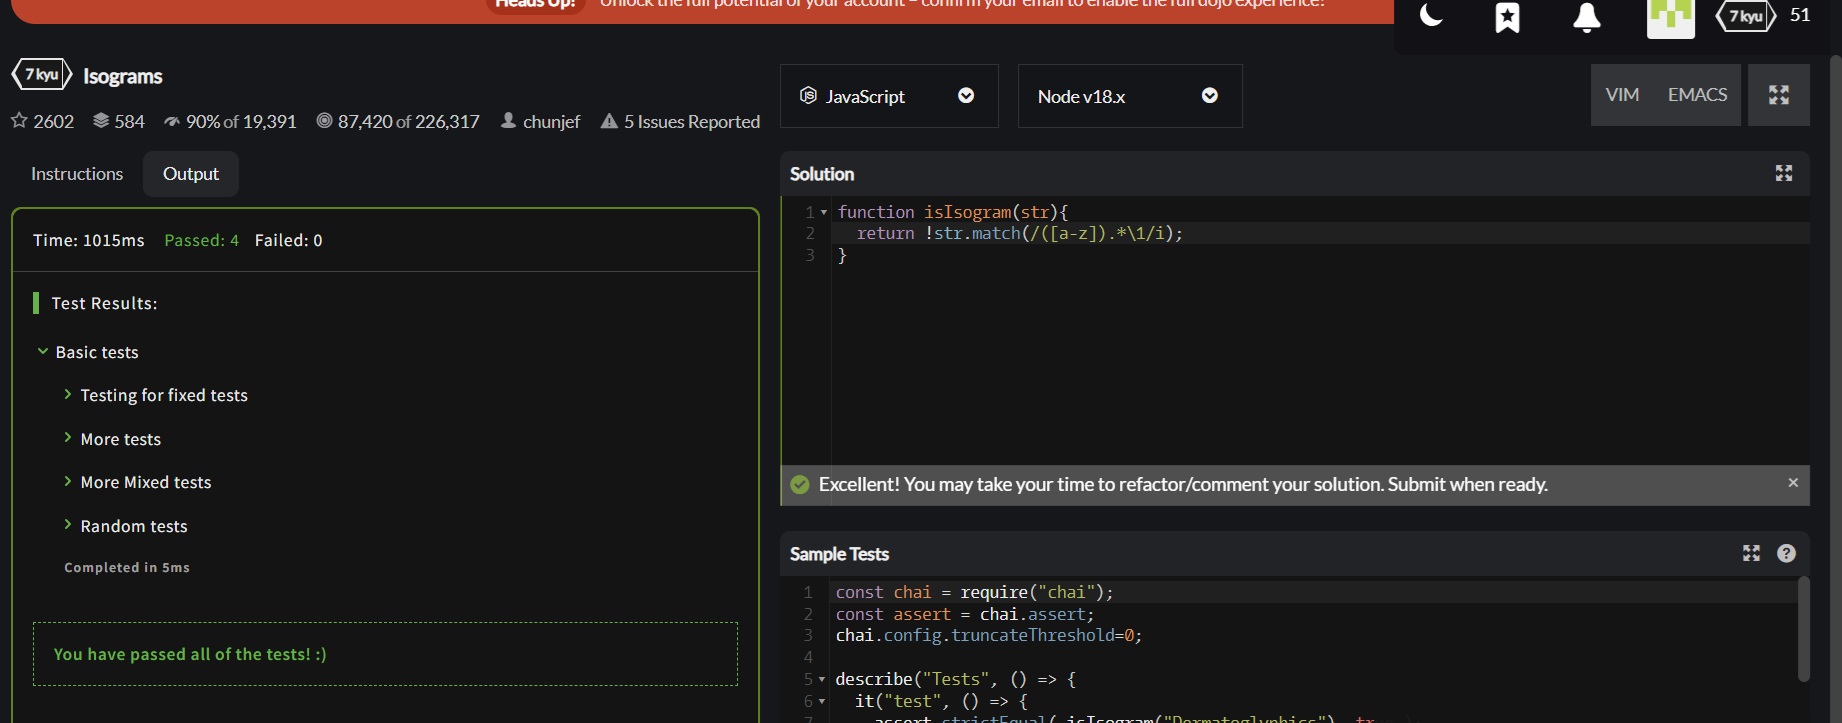 Heads Up! Unlock the full potential of your account – confirm your email to enable the full dojo experience!
7 kyu 51
7 kyu Isograms
2602 584 90% of 19,391 87,420 of 226,317 chunjef 5 Issues Reported
JavaScript Node v18.x VIM EMACS
Instructions Output
Time: 1015ms Passed: 4 Failed: 0
Test Results:
Basic tests
Testing for fixed tests
More tests
More Mixed tests
Random tests
Completed in 5ms
You have passed all of the tests! :)
Solution
1 function isIsogram(str){
2 return !str.match(/([a-z]).*\1/i);
3 }
Excellent! You may take your time to refactor/comment your solution. Submit when ready. ×
Sample Tests ?
1 const chai = require("chai");
2 const assert = chai.assert;
3 chai.config.truncateThreshold=0;
4
5 describe("Tests", () => {
6 it("test", () => {
7 assert.strictEqual( isIsogram("Dermatoglyphics"),